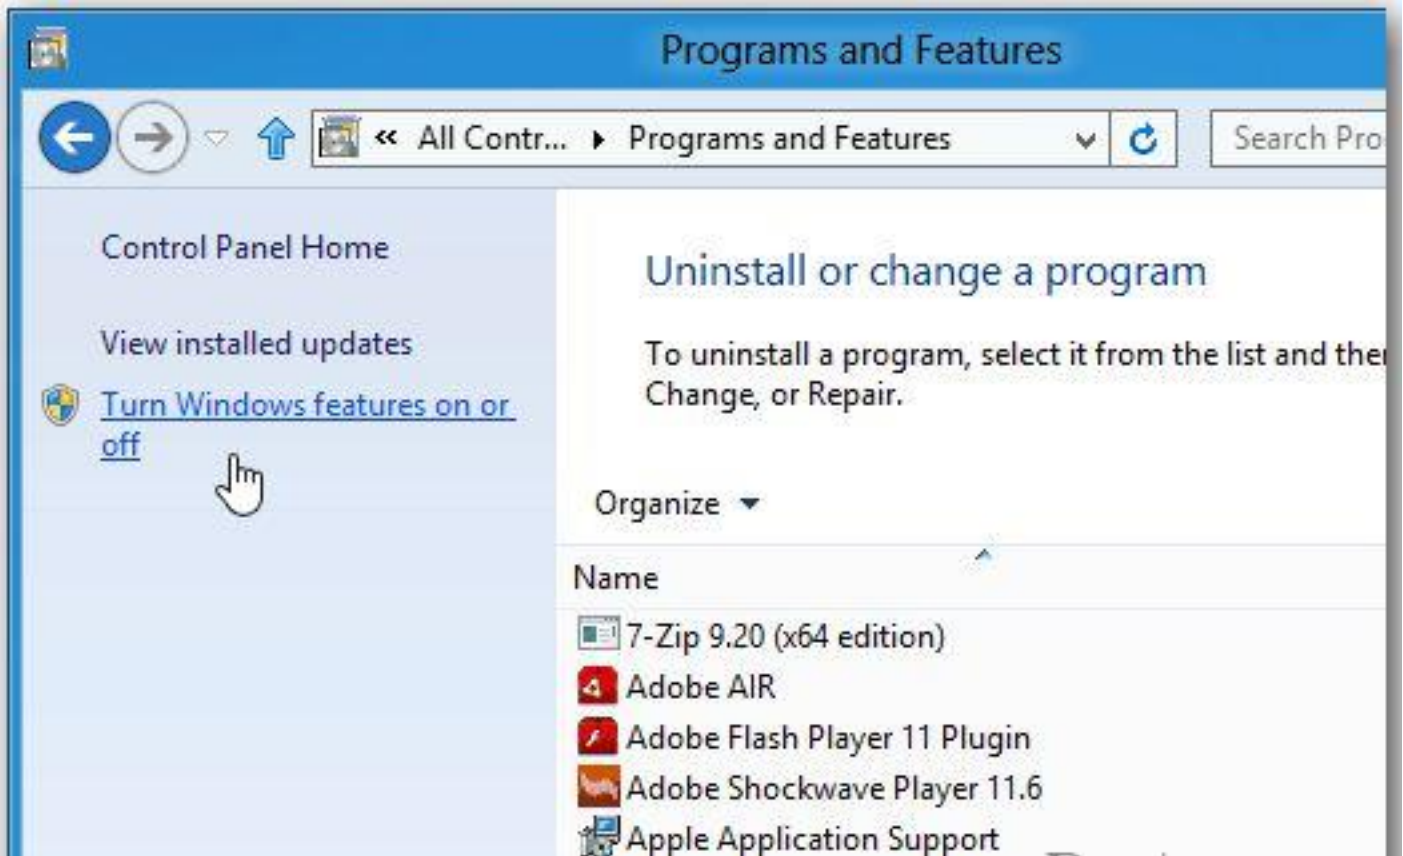 Programs and Features
« All Contr... Programs and Features
Search Pro
Control Panel Home
View installed updates
Turn Windows features on or
off
Uninstall or change a program
To uninstall a program, select it from the list and then
Change, or Repair.
Organize
Name
7-Zip 9.20 (x64 edition)
Adobe AIR
Adobe Flash Player 11 Plugin
Adobe Shockwave Player 11.6
Apple Application Support